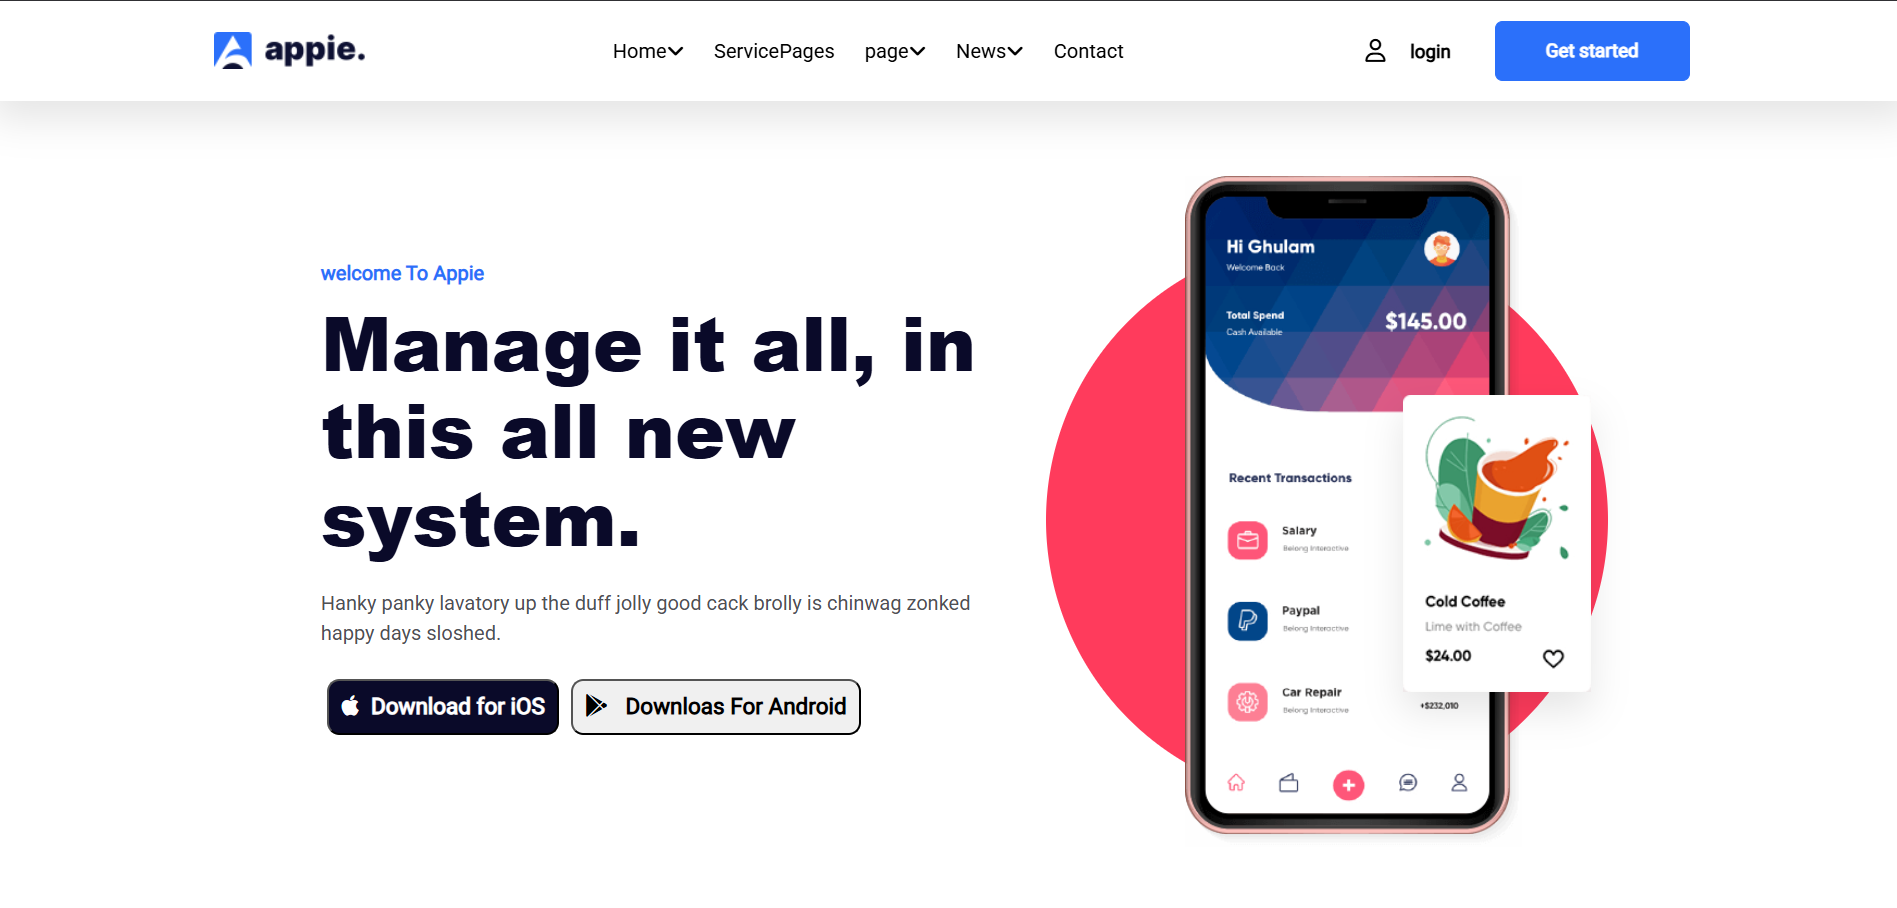 appie.
Home
ServicePages
page
News
Contact
login
Get started
welcome To Appie
Manage it all, in
this all new
system.
Hanky panky lavatory up the duff jolly good cack brolly is chinwag zonked
happy days sloshed.
Download for iOS
Downloas For Android
Hi Ghulam
Welcome Back
Total Spend
Cash Available
$145.00
Recent Transactions
Salary
Belong Interactive
Paypal
Belong Interactive
Car Repair
Belong Interactive
+$232,010
Cold Coffee
Lime with Coffee
$24.00